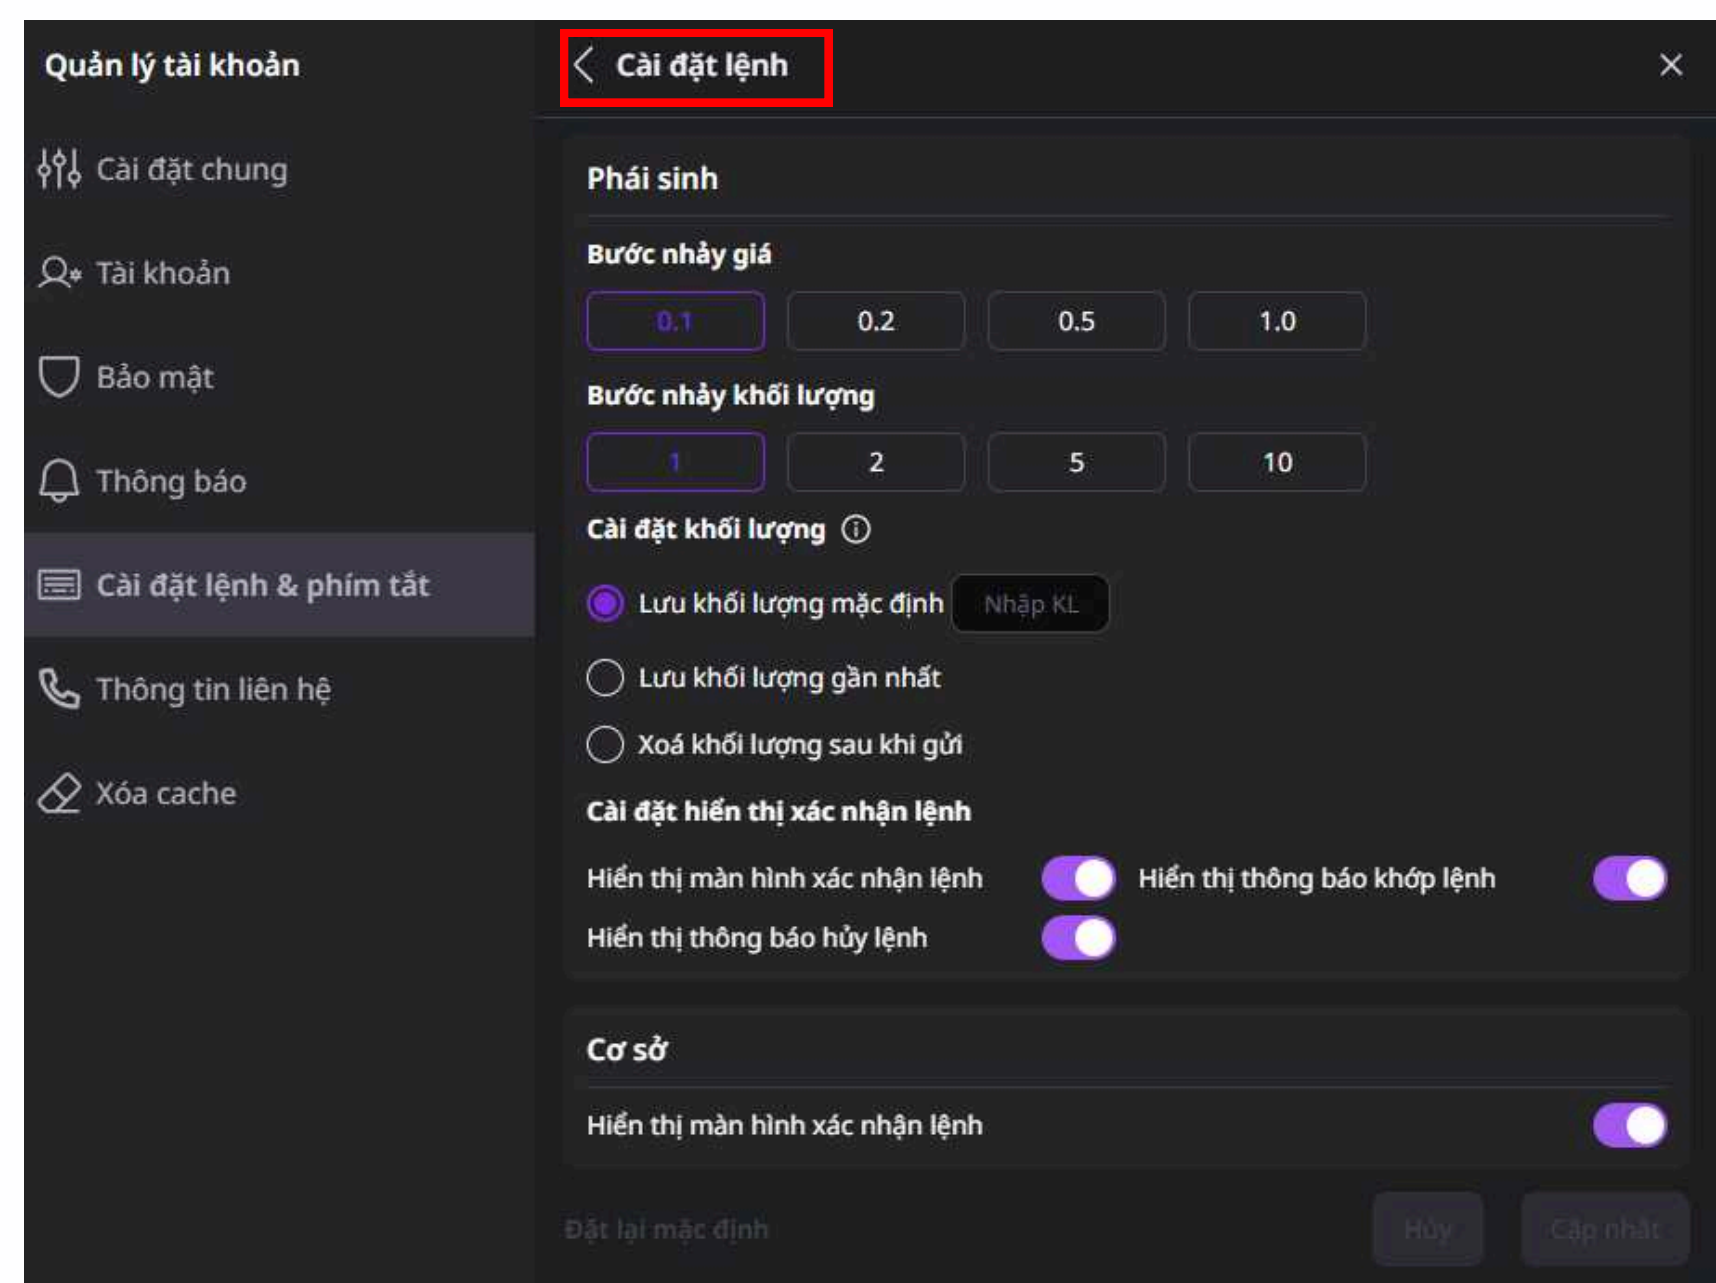 Quản lý tài khoản
Cài đặt chung
Tài khoản
Bảo mật
Thông báo
Cài đặt lệnh & phím tắt
Thông tin liên hệ
Xóa cache
Cài đặt lệnh
Phái sinh
Bước nhảy giá
0.1 0.2 0.5 1.0
Bước nhảy khối lượng
1 2 5 10
Cài đặt khối lượng
Lưu khối lượng mặc định Nhập KL
Lưu khối lượng gần nhất
Xoá khối lượng sau khi gửi
Cài đặt hiển thị xác nhận lệnh
Hiển thị màn hình xác nhận lệnh Hiển thị thông báo khớp lệnh
Hiển thị thông báo hủy lệnh
Cơ sở
Hiển thị màn hình xác nhận lệnh
Đặt lại mặc định Hủy Cập nhật